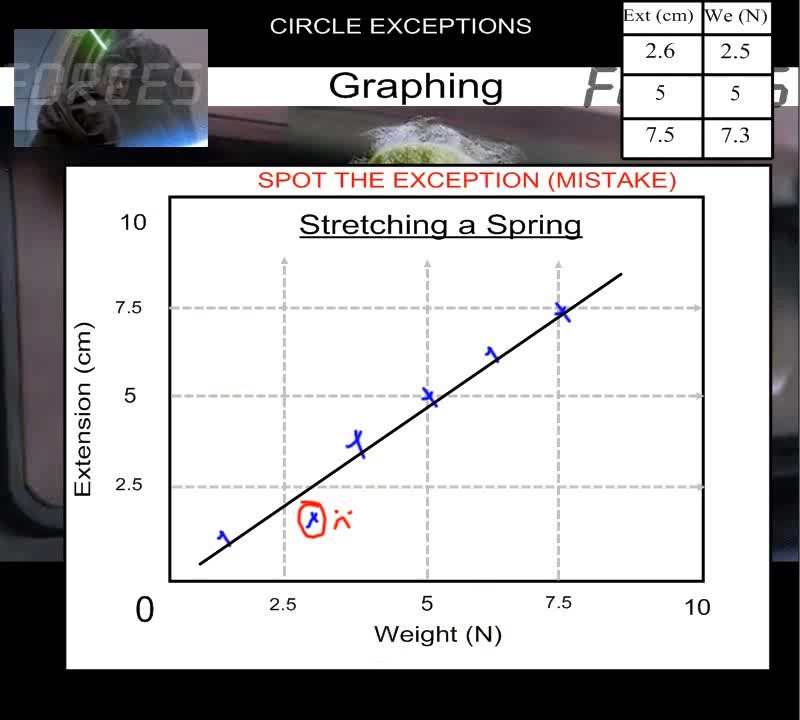 CIRCLE EXCEPTIONS
Ext (cm) We (N)
2.6 2.5
5 5
7.5 7.3
FORCES
Graphing
SPOT THE EXCEPTION (MISTAKE)
Stretching a Spring
10
7.5
5
2.5
Extension (cm)
0
2.5 5 7.5 10
Weight (N)